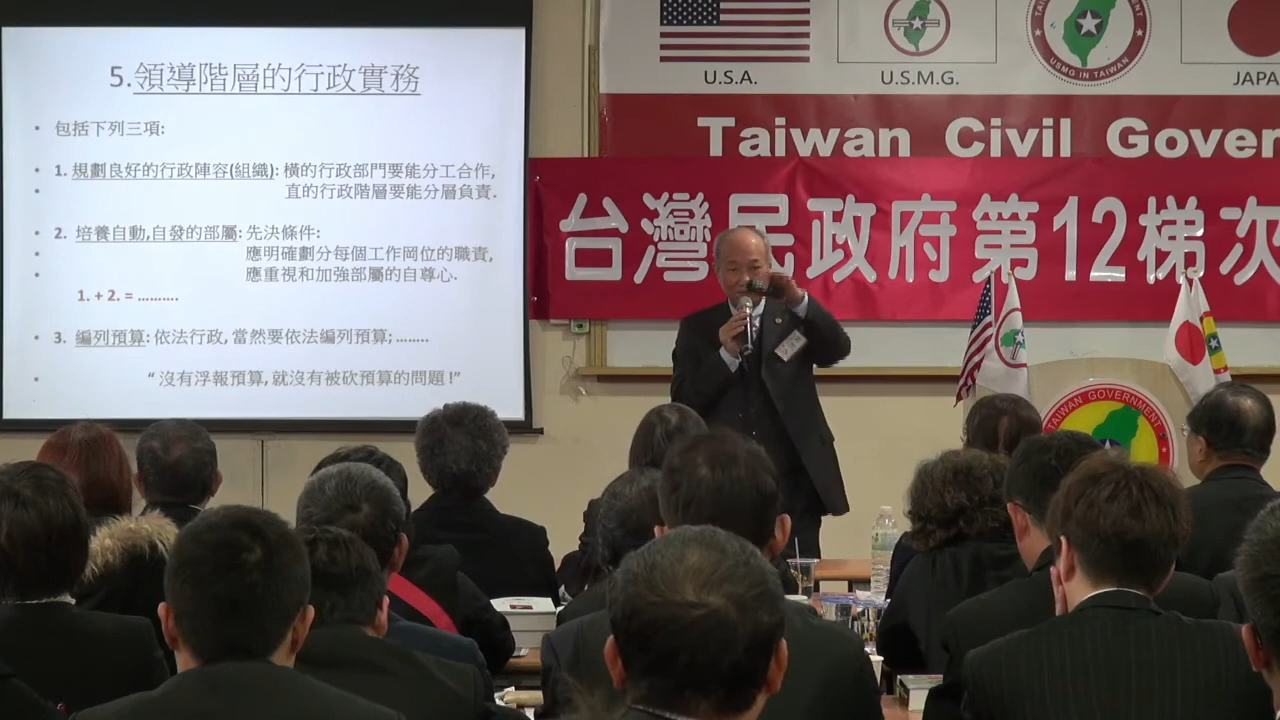 5.領導階層的行政實務
• 包括下列三項:
• 1. 規劃良好的行政陣容(組織): 橫的行政部門要能分工合作,
• 直的行政階層要能分層負責.
• 2. 培養自動,自發的部屬: 先決條件:
• 應明確劃分每個工作崗位的職責,
• 應重視和加強部屬的自尊心.
1. + 2. = ……….
• 3. 編列預算: 依法行政, 當然要依法編列預算; ……..
• “ 沒有浮報預算, 就沒有被砍預算的問題 !”
U.S.A.
U.S.M.G.
TAIWAN GOVERNMENT
USMG IN TAIWAN
JAPA
Taiwan Civil Gover
台灣民政府第12梯次
TAIWAN GOVERNMENT